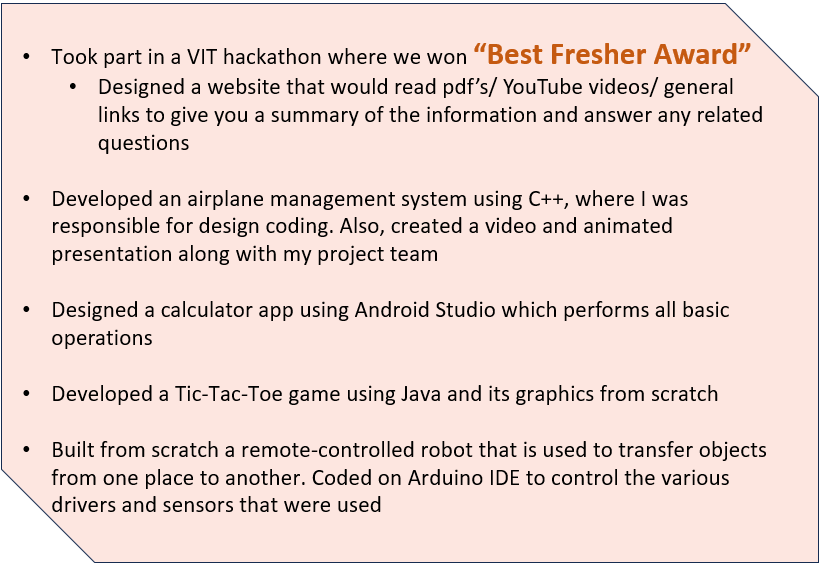 • Took part in a VIT hackathon where we won “Best Fresher Award”
• Designed a website that would read pdf’s/ YouTube videos/ general
links to give you a summary of the information and answer any related
questions
• Developed an airplane management system using C++, where I was
responsible for design coding. Also, created a video and animated
presentation along with my project team
• Designed a calculator app using Android Studio which performs all basic
operations
• Developed a Tic-Tac-Toe game using Java and its graphics from scratch
• Built from scratch a remote-controlled robot that is used to transfer objects
from one place to another. Coded on Arduino IDE to control the various
drivers and sensors that were used